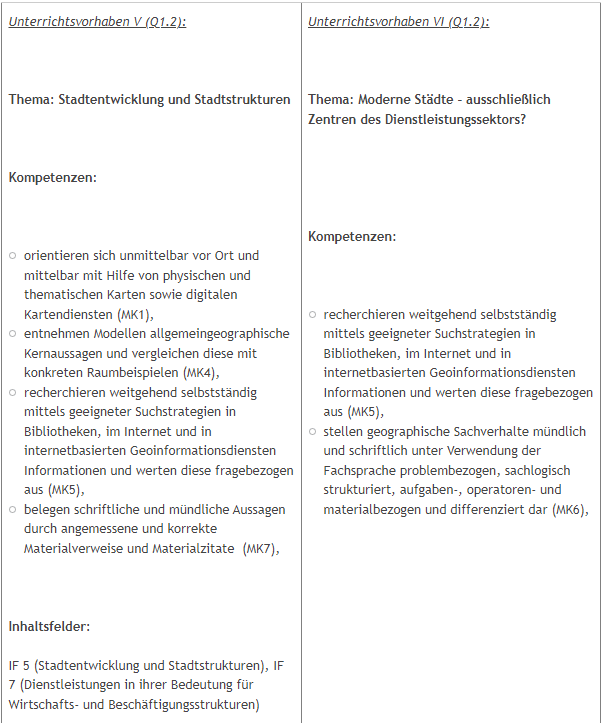 Unterrichtsvorhaben V (Q1.2):
Thema: Stadtentwicklung und Stadtstrukturen
Kompetenzen:
orientieren sich unmittelbar vor Ort und
mittelbar mit Hilfe von physischen und
thematischen Karten sowie digitalen
Kartendiensten (MK1),
entnehmen Modellen allgemeingeographische
Kernaussagen und vergleichen diese mit
konkreten Raumbeispielen (MK4),
recherchieren weitgehend selbstständig
mittels geeigneter Suchstrategien in
Bibliotheken, im Internet und in
internetbasierten Geoinformationsdiensten
Informationen und werten diese fragebezogen
aus (MK5),
belegen schriftliche und mündliche Aussagen
durch angemessene und korrekte
Materialverweise und Materialzitate (MK7),
Inhaltsfelder:
IF 5 (Stadtentwicklung und Stadtstrukturen), IF
7 (Dienstleistungen in ihrer Bedeutung für
Wirtschafts- und Beschäftigungsstrukturen)
Unterrichtsvorhaben VI (Q1.2):
Thema: Moderne Städte – ausschließlich
Zentren des Dienstleistungssektors?
Kompetenzen:
recherchieren weitgehend selbstständig
mittels geeigneter Suchstrategien in
Bibliotheken, im Internet und in
internetbasierten Geoinformationsdiensten
Informationen und werten diese fragebezogen
aus (MK5),
stellen geographische Sachverhalte mündlich
und schriftlich unter Verwendung der
Fachsprache problembezogen, sachlogisch
strukturiert, aufgaben-, operatoren- und
materialbezogen und differenziert dar (MK6),